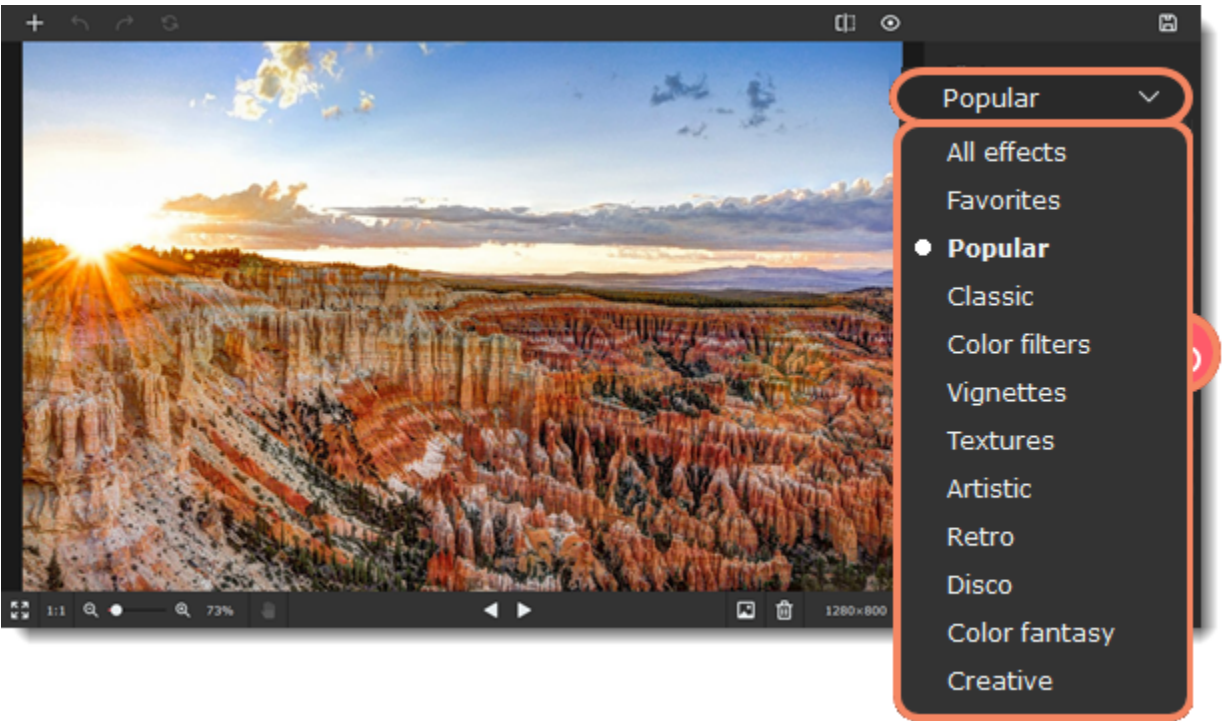 Popular
All effects
Favorites
Popular
Classic
Color filters
Vignettes
Textures
Artistic
Retro
Disco
Color fantasy
Creative
1:1
73%
1280×800